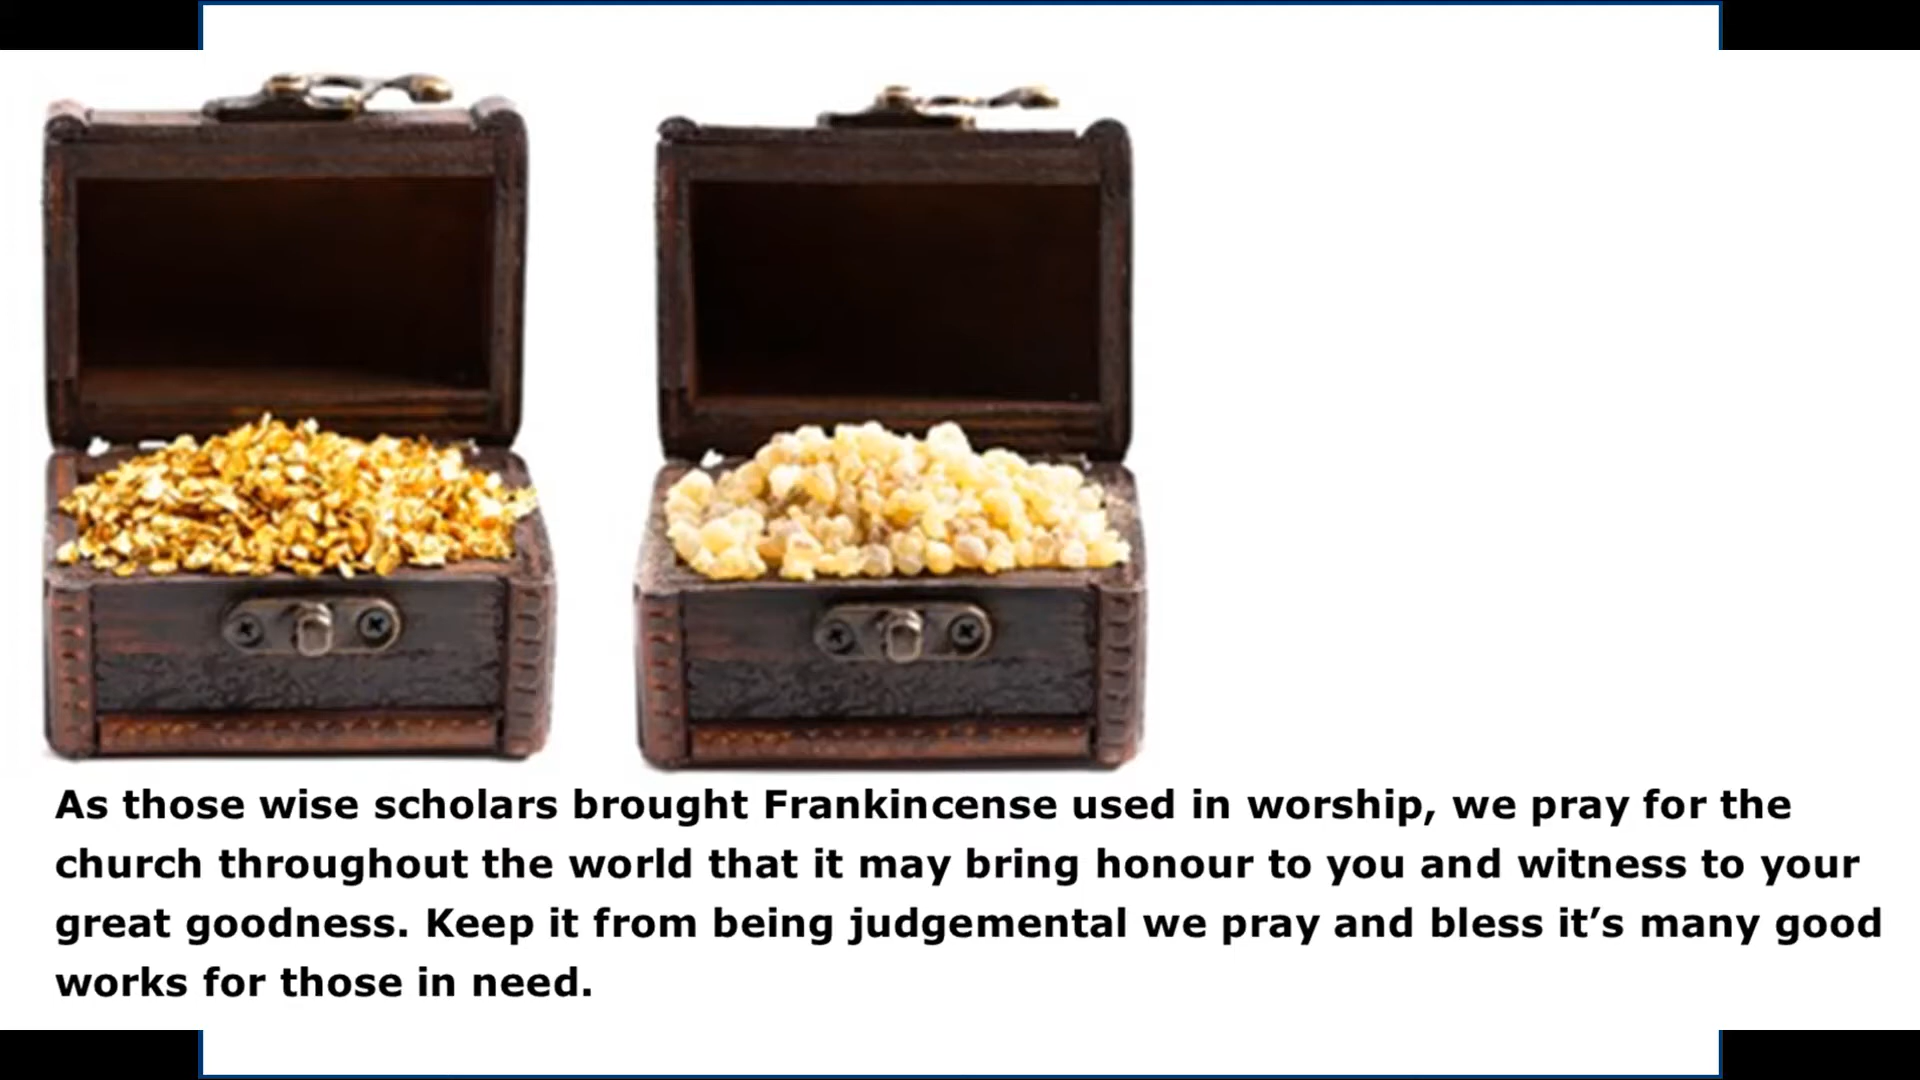 As those wise scholars brought Frankincense used in worship, we pray for the
church throughout the world that it may bring honour to you and witness to your
great goodness. Keep it from being judgemental we pray and bless it’s many good
works for those in need.